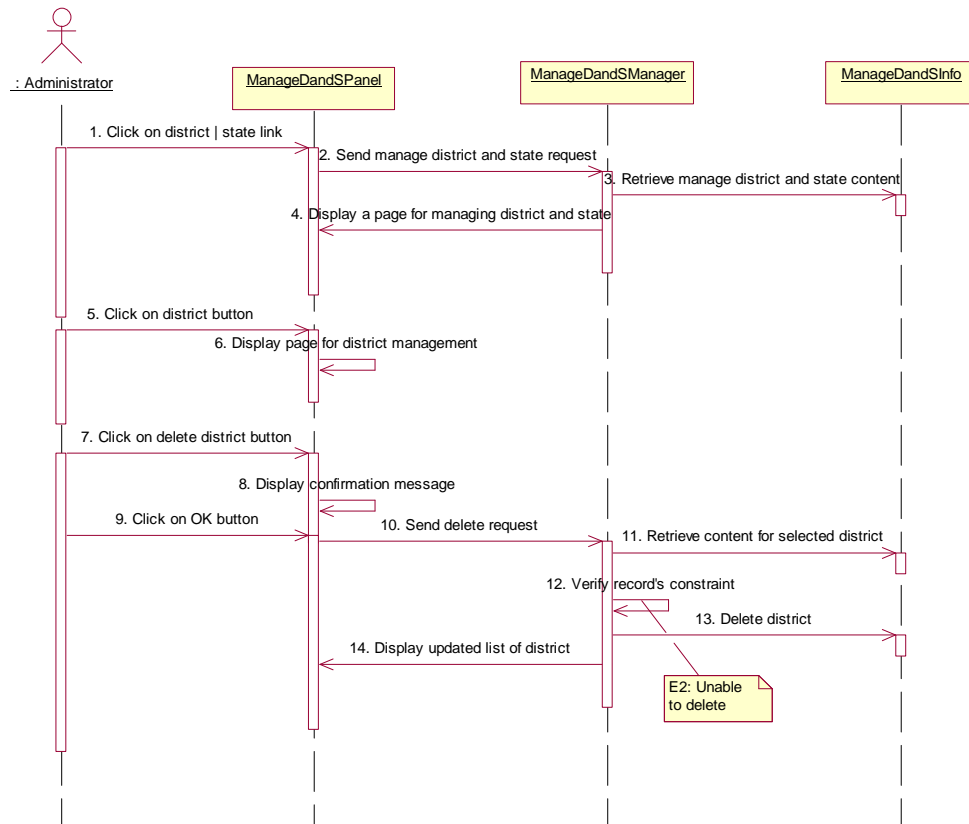 : Administrator
ManageDandSPanel
ManageDandSManager
ManageDandSInfo
1. Click on district | state link
2. Send manage district and state request
3. Retrieve manage district and state content
4. Display a page for managing district and state
5. Click on district button
6. Display page for district management
7. Click on delete district button
8. Display confirmation message
9. Click on OK button
10. Send delete request
11. Retrieve content for selected district
12. Verify record's constraint
13. Delete district
14. Display updated list of district
E2: Unable
to delete